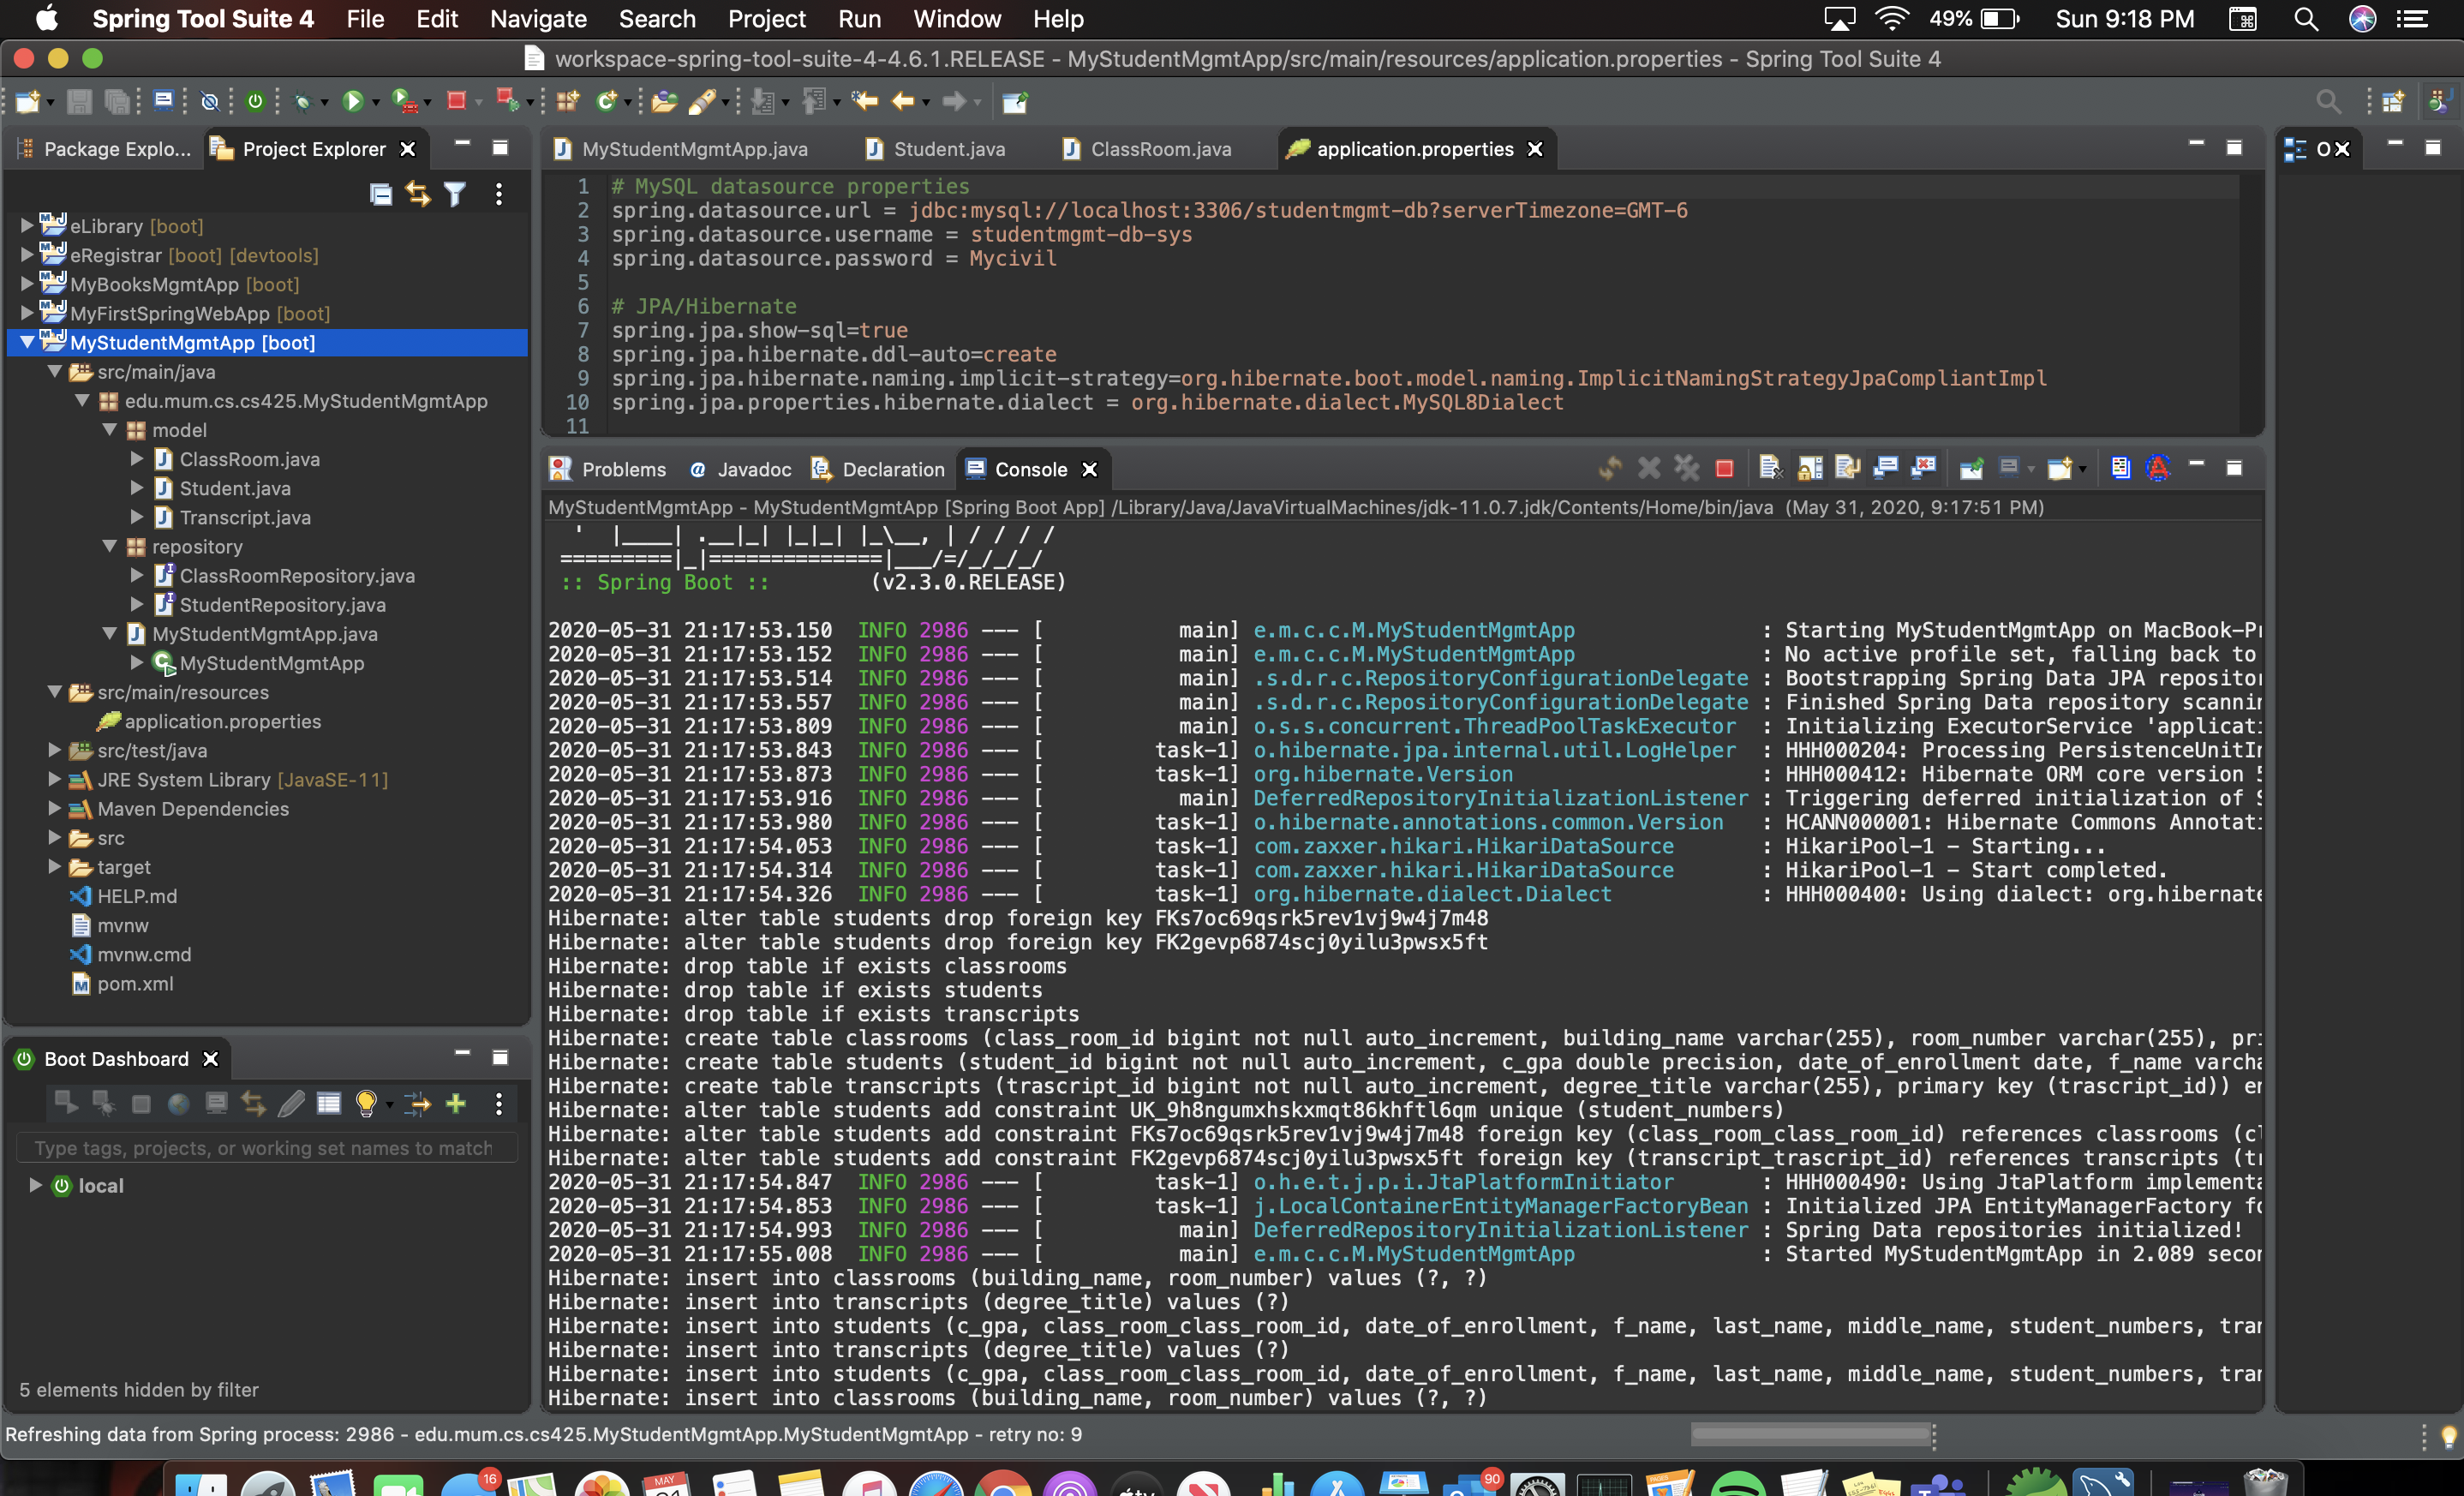 Spring Tool Suite 4 File Edit Navigate Search Project Run Window Help 49% Sun 9:18 PM
workspace-spring-tool-suite-4-4.6.1.RELEASE - MyStudentMgmtApp/src/main/resources/application.properties - Spring Tool Suite 4
Package Explo... Project Explorer
eLibrary [boot]
eRegistrar [boot] [devtools]
MyBooksMgmtApp [boot]
MyFirstSpringWebApp [boot]
MyStudentMgmtApp [boot]
src/main/java
edu.mum.cs.cs425.MyStudentMgmtApp
model
ClassRoom.java
Student.java
Transcript.java
repository
ClassRoomRepository.java
StudentRepository.java
MyStudentMgmtApp.java
MyStudentMgmtApp
src/main/resources
application.properties
src/test/java
JRE System Library [JavaSE-11]
Maven Dependencies
src
target
HELP.md
mvnw
mvnw.cmd
pom.xml
Boot Dashboard
Type tags, projects, or working set names to match
local
5 elements hidden by filter
MyStudentMgmtApp.java Student.java ClassRoom.java application.properties O
1 # MySQL datasource properties
2 spring.datasource.url = jdbc:mysql://localhost:3306/studentmgmt-db?serverTimezone=GMT-6
3 spring.datasource.username = studentmgmt-db-sys
4 spring.datasource.password = Mycivil
5
6 # JPA/Hibernate
7 spring.jpa.show-sql=true
8 spring.jpa.hibernate.ddl-auto=create
9 spring.jpa.hibernate.naming.implicit-strategy=org.hibernate.boot.model.naming.ImplicitNamingStrategyJpaCompliantImpl
10 spring.jpa.properties.hibernate.dialect = org.hibernate.dialect.MySQL8Dialect
11
Problems @ Javadoc Declaration Console
MyStudentMgmtApp - MyStudentMgmtApp [Spring Boot App] /Library/Java/JavaVirtualMachines/jdk-11.0.7.jdk/Contents/Home/bin/java (May 31, 2020, 9:17:51 PM)
'  |____| .__|_| |_|_| |_\__, | / / / /
=========|_|==============|___/=/_/_/_/
:: Spring Boot :: (v2.3.0.RELEASE)
2020-05-31 21:17:53.150 INFO 2986 --- [ main] e.m.c.c.M.MyStudentMgmtApp : Starting MyStudentMgmtApp on MacBook-Pr
2020-05-31 21:17:53.152 INFO 2986 --- [ main] e.m.c.c.M.MyStudentMgmtApp : No active profile set, falling back to
2020-05-31 21:17:53.514 INFO 2986 --- [ main] .s.d.r.c.RepositoryConfigurationDelegate : Bootstrapping Spring Data JPA repositor
2020-05-31 21:17:53.557 INFO 2986 --- [ main] .s.d.r.c.RepositoryConfigurationDelegate : Finished Spring Data repository scannin
2020-05-31 21:17:53.809 INFO 2986 --- [ main] o.s.s.concurrent.ThreadPoolTaskExecutor : Initializing ExecutorService 'applicati
2020-05-31 21:17:53.843 INFO 2986 --- [ task-1] o.hibernate.jpa.internal.util.LogHelper : HHH000204: Processing PersistenceUnitIn
2020-05-31 21:17:53.873 INFO 2986 --- [ task-1] org.hibernate.Version : HHH000412: Hibernate ORM core version 5
2020-05-31 21:17:53.916 INFO 2986 --- [ main] DeferredRepositoryInitializationListener : Triggering deferred initialization of S
2020-05-31 21:17:53.980 INFO 2986 --- [ task-1] o.hibernate.annotations.common.Version : HCANN000001: Hibernate Commons Annotati
2020-05-31 21:17:54.053 INFO 2986 --- [ task-1] com.zaxxer.hikari.HikariDataSource : HikariPool-1 - Starting...
2020-05-31 21:17:54.314 INFO 2986 --- [ task-1] com.zaxxer.hikari.HikariDataSource : HikariPool-1 - Start completed.
2020-05-31 21:17:54.326 INFO 2986 --- [ task-1] org.hibernate.dialect.Dialect : HHH000400: Using dialect: org.hibernate
Hibernate: alter table students drop foreign key FKs7oc69qsrk5rev1vj9w4j7m48
Hibernate: alter table students drop foreign key FK2gevp6874scj0yilu3pwsx5ft
Hibernate: drop table if exists classrooms
Hibernate: drop table if exists students
Hibernate: drop table if exists transcripts
Hibernate: create table classrooms (class_room_id bigint not null auto_increment, building_name varchar(255), room_number varchar(255), pri
Hibernate: create table students (student_id bigint not null auto_increment, c_gpa double precision, date_of_enrollment date, f_name varcha
Hibernate: create table transcripts (trascript_id bigint not null auto_increment, degree_title varchar(255), primary key (trascript_id)) en
Hibernate: alter table students add constraint UK_9h8ngumxhskxmqt86khftl6qm unique (student_numbers)
Hibernate: alter table students add constraint FKs7oc69qsrk5rev1vj9w4j7m48 foreign key (class_room_class_room_id) references classrooms (cl
Hibernate: alter table students add constraint FK2gevp6874scj0yilu3pwsx5ft foreign key (transcript_trascript_id) references transcripts (tr
2020-05-31 21:17:54.847 INFO 2986 --- [ task-1] o.h.e.t.j.p.i.JtaPlatformInitiator : HHH000490: Using JtaPlatform implementa
2020-05-31 21:17:54.853 INFO 2986 --- [ task-1] j.LocalContainerEntityManagerFactoryBean : Initialized JPA EntityManagerFactory fo
2020-05-31 21:17:54.993 INFO 2986 --- [ main] DeferredRepositoryInitializationListener : Spring Data repositories initialized!
2020-05-31 21:17:55.008 INFO 2986 --- [ main] e.m.c.c.M.MyStudentMgmtApp : Started MyStudentMgmtApp in 2.089 secon
Hibernate: insert into classrooms (building_name, room_number) values (?, ?)
Hibernate: insert into transcripts (degree_title) values (?)
Hibernate: insert into students (c_gpa, class_room_class_room_id, date_of_enrollment, f_name, last_name, middle_name, student_numbers, tran
Hibernate: insert into transcripts (degree_title) values (?)
Hibernate: insert into students (c_gpa, class_room_class_room_id, date_of_enrollment, f_name, last_name, middle_name, student_numbers, tran
Hibernate: insert into classrooms (building_name, room_number) values (?, ?)
Refreshing data from Spring process: 2986 - edu.mum.cs.cs425.MyStudentMgmtApp.MyStudentMgmtApp - retry no: 9
16 MAY 90 PAGES